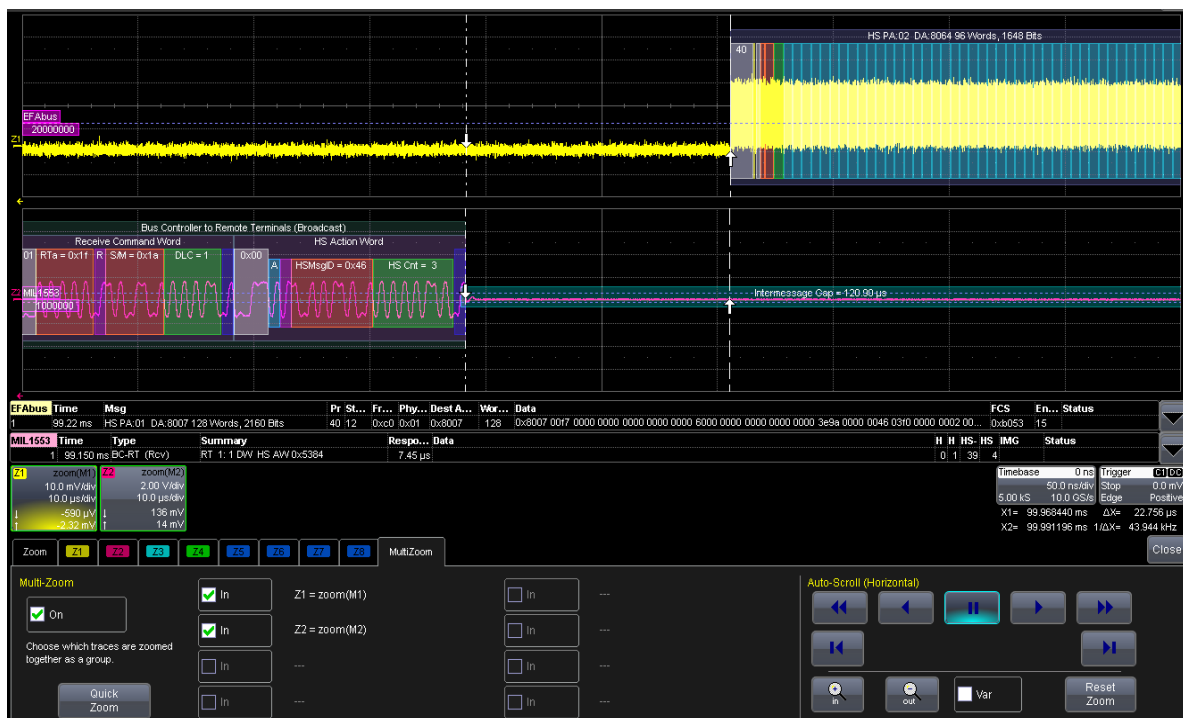 HS PA:02 DA:8064 96 Words, 1648 Bits
40
EFAbus
20000000
Z1
Bus Controller to Remote Terminals (Broadcast)
Receive Command Word HS Action Word
01 RTa = 0x1f R S/M = 0x1a DLC = 1 0x00 A HSMsgID = 0x46 HS Cnt = 3
Z2 MIL1553
1000000
Intermessage Gap = 120.90 µs
EFAbus Time Msg Pr St... Fr... Phy... Dest A... Wor... Data FCS En... Status
1 99.22 ms HS PA:01 DA:8007 128 Words, 2160 Bits 40 12 0xc0 0x01 0x8007 128 0x8007 00f7 0000 0000 0000 0000 0000 6000 0000 0000 0000 0000 3e9a 0000 0046 03f0 0000 0002 00... 0xb053 15
MIL1553 Time Type Summary Respo... Data H H HS- HS IMG Status
1 99.150 ms BC-RT (Rcv) RT 1: 1 DW HS AW 0x5384 7.45 µs 0 1 39 4
Z1 zoom(M1) Z2 zoom(M2)
10.0 mV/div 2.00 V/div
10.0 µs/div 10.0 µs/div
-590 µV 136 mV
-2.32 mV 14 mV
Timebase 0 ns Trigger C1 DC
50.0 ns/div Stop 0.0 mV
5.00 kS 10.0 GS/s Edge Positive
X1= 99.968440 ms ΔX= 22.756 µs
X2= 99.991196 ms 1/ΔX= 43.944 kHz
Zoom Z1 Z2 Z3 Z4 Z5 Z6 Z7 Z8 MultiZoom Close
Multi-Zoom
On
Choose which traces are zoomed
together as a group.
Quick
Zoom
In Z1 = zoom(M1) In ---
In Z2 = zoom(M2) In ---
In --- In ---
In --- In ---
Auto-Scroll (Horizontal)
in out Var Reset
Zoom